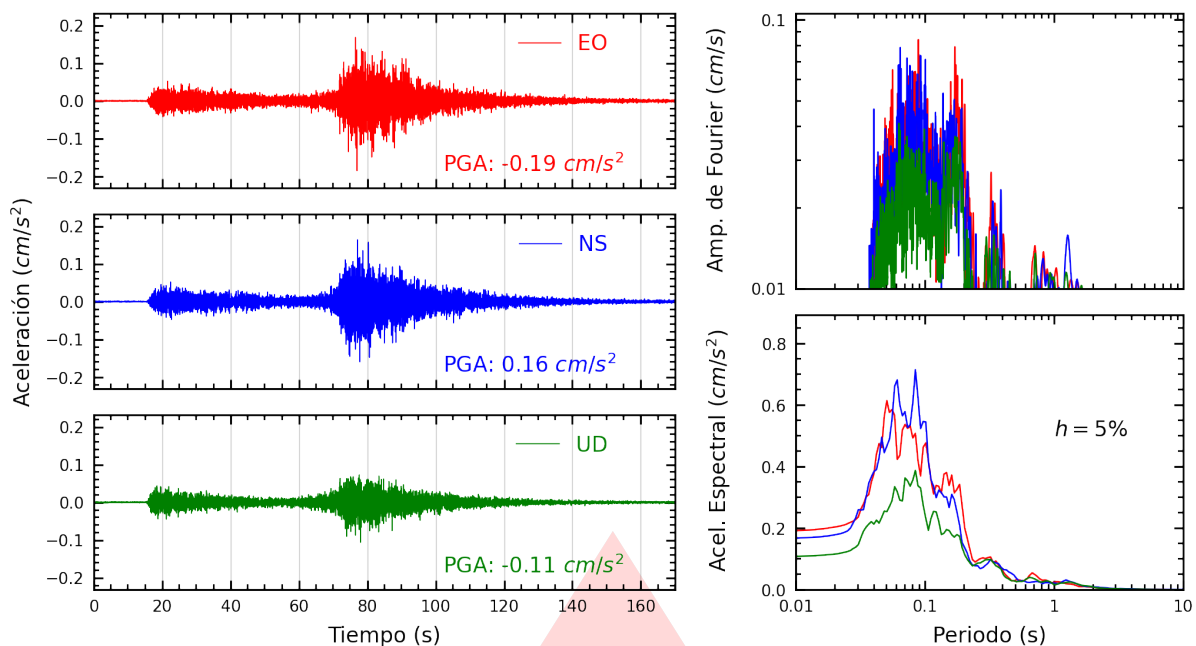 Aceleración (cm/s²)
0.2
0.1
0.0
−0.1
−0.2
EO
PGA: -0.19 cm/s²
0.2
0.1
0.0
−0.1
−0.2
NS
PGA: 0.16 cm/s²
0.2
0.1
0.0
−0.1
−0.2
UD
PGA: -0.11 cm/s²
0 20 40 60 80 100 120 140 160
Tiempo (s)
Amp. de Fourier (cm/s)
0.1
0.01
Acel. Espectral (cm/s²)
0.8
0.6
0.4
0.2
0.0
h = 5%
0.01 0.1 1 10
Periodo (s)